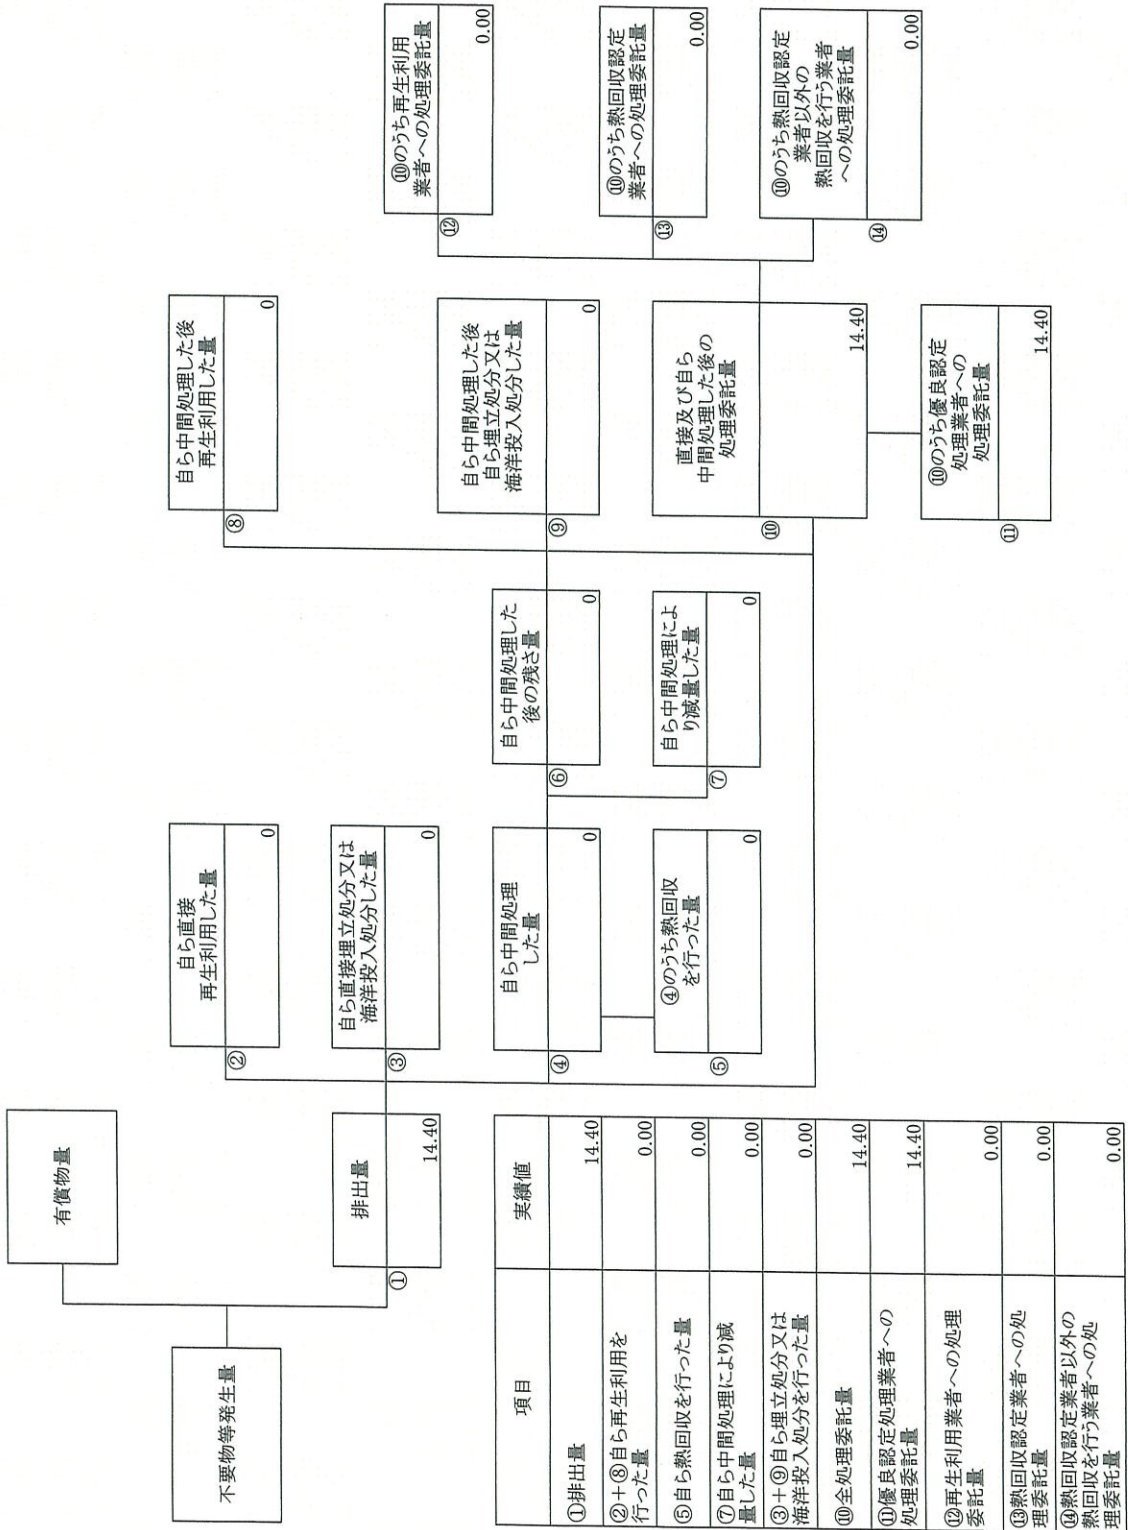 不要物等発生量
有償物量
排出量
①
14.40
自ら直接
再生利用した量
②
0
自ら直接埋立処分又は
海洋投入処分した量
③
0
自ら中間処理
した量
④
0
④のうち熱回収
を行った量
⑤
0
自ら中間処理した
後の残さ量
⑥
0
自ら中間処理によ
り減量した量
⑦
0
自ら中間処理した後
再生利用した量
⑧
0
自ら中間処理した後
自ら埋立処分又は
海洋投入処分した量
⑨
0
直接及び自ら
中間処理した後の
処理委託量
⑩
14.40
⑩のうち優良認定
処理業者への
処理委託量
⑪
14.40
⑩のうち再生利用
業者への処理委託量
⑫
0.00
⑩のうち熱回収認定
業者への処理委託量
⑬
0.00
⑩のうち熱回収認定
業者以外の
熱回収を行う業者
への処理委託量
⑭
0.00
項目 実績値
①排出量 14.40
②+⑧自ら再生利用を
行った量 0.00
⑤自ら熱回収を行った量 0.00
⑦自ら中間処理により減
量した量 0.00
③+⑨自ら埋立処分又は
海洋投入処分を行った量 0.00
⑩全処理委託量 14.40
⑪優良認定処理業者への
処理委託量 14.40
⑫再生利用業者への処理
委託量 0.00
⑬熱回収認定業者への処
理委託量 0.00
⑭熱回収認定業者以外の
熱回収を行う業者への処
理委託量 0.00